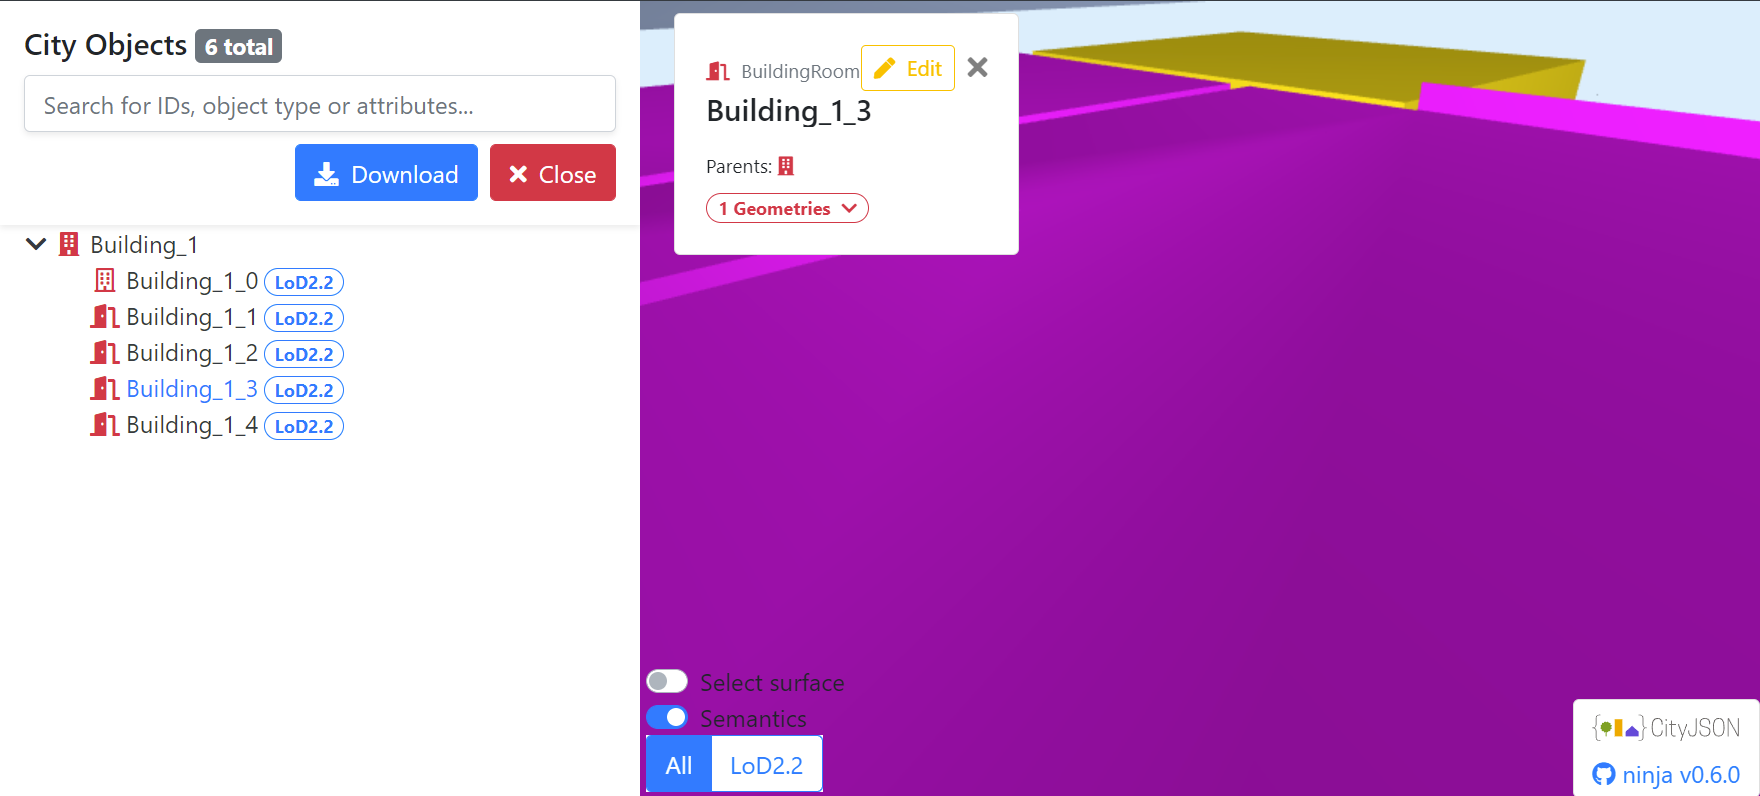 City Objects 6 total
Search for IDs, object type or attributes...
Download
Close
Building_1
Building_1_0 LoD2.2
Building_1_1 LoD2.2
Building_1_2 LoD2.2
Building_1_3 LoD2.2
Building_1_4 LoD2.2
BuildingRoom
Edit
Building_1_3
Parents:
1 Geometries
Select surface
Semantics
All
LoD2.2
CityJSON
ninja v0.6.0